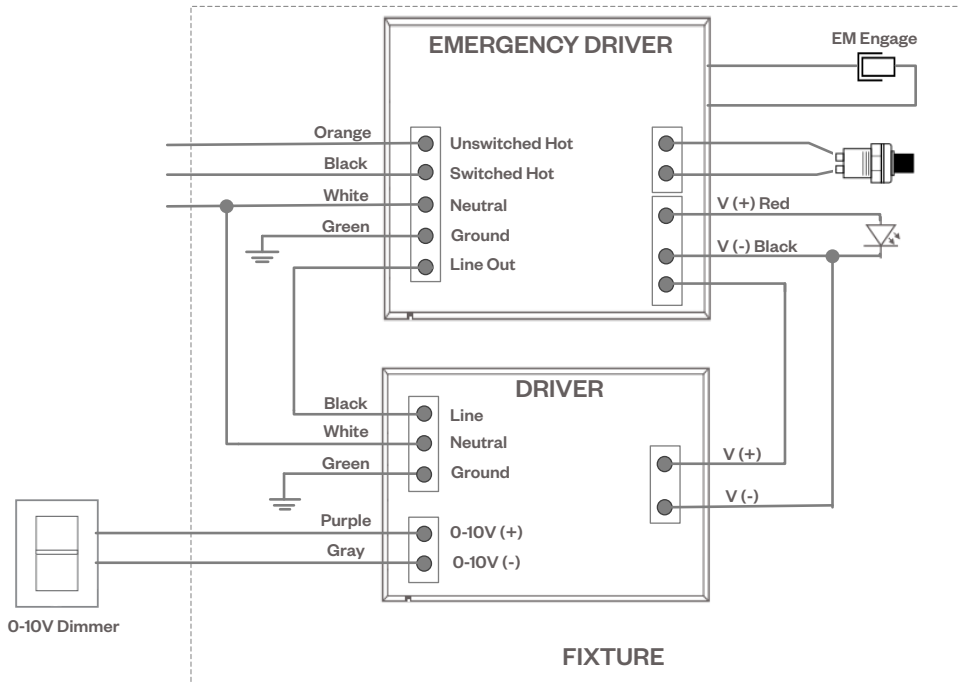 EMERGENCY DRIVER
EM Engage
Orange
Unswitched Hot
Black
Switched Hot
White
Neutral
V (+) Red
Green
Ground
V (-) Black
Line Out
DRIVER
Black
Line
White
Neutral
V (+)
Green
Ground
V (-)
Purple
0-10V (+)
Gray
0-10V (-)
0-10V Dimmer
FIXTURE